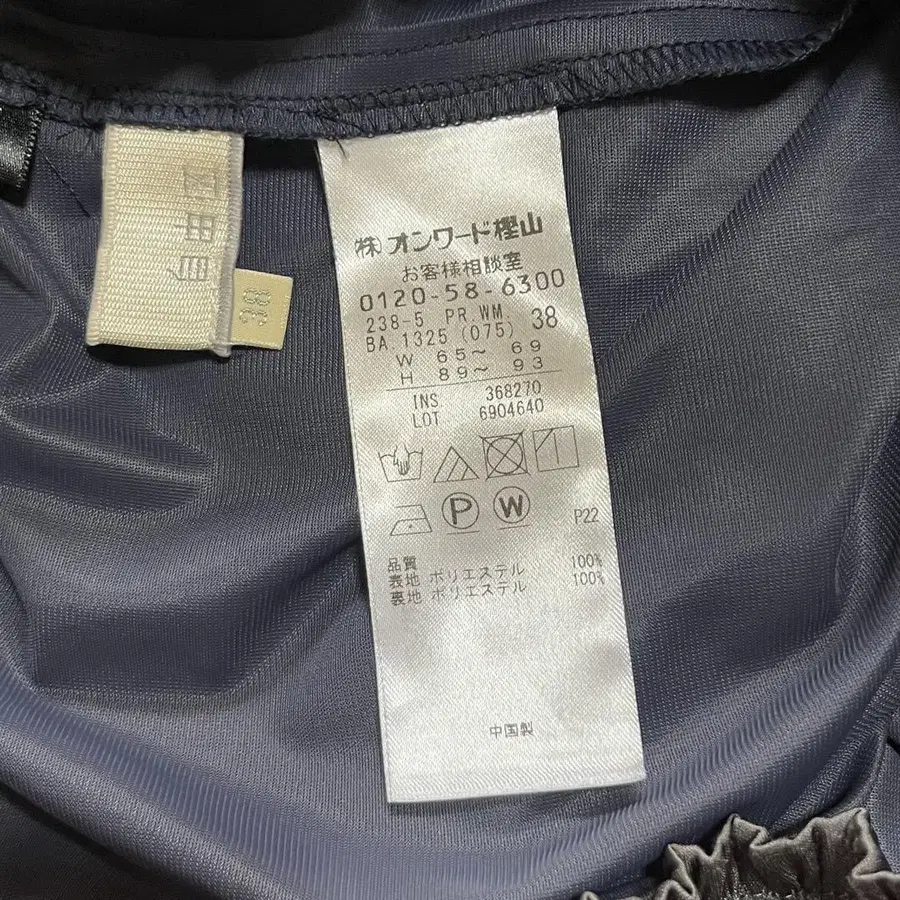 ㈱オンワード樫山
お客様相談室
0120-58-6300
238-5 PR.WM.
BA.1325 (075) 38
W 65～ 69
H 89～ 93
INS 368270
LOT 6904640
P
W
P22
品質
表地 ポリエステル 100%
裏地 ポリエステル 100%
中国製
38